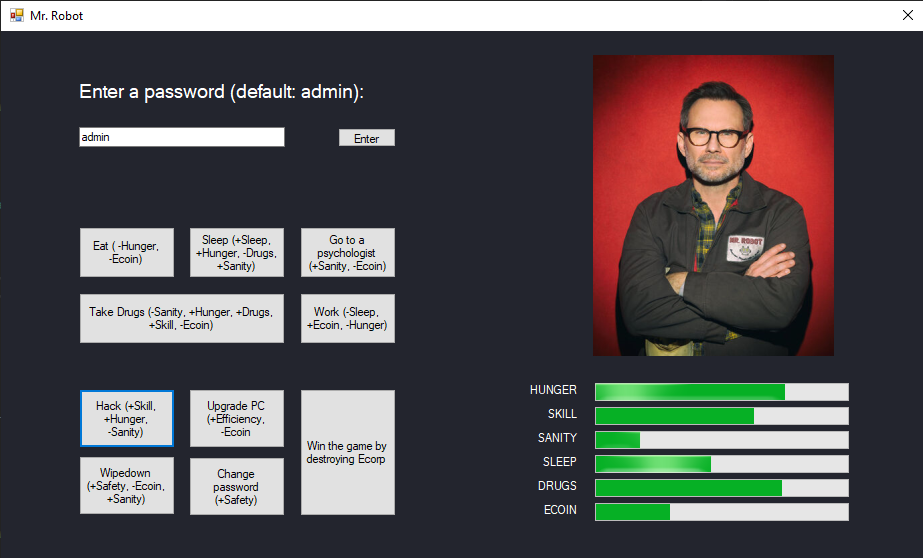 Mr. Robot
Enter a password (default: admin):
admin
Enter
Eat ( -Hunger,
-Ecoin)
Sleep (+Sleep,
+Hunger, -Drugs,
+Sanity)
Go to a
psychologist
(+Sanity, -Ecoin)
Take Drugs (-Sanity, +Hunger, +Drugs,
+Skill, -Ecoin)
Work (-Sleep,
+Ecoin, -Hunger)
Hack (+Skill,
+Hunger,
-Sanity)
Upgrade PC
(+Efficiency,
-Ecoin
Win the game by
destroying Ecorp
Wipedown
(+Safety, -Ecoin,
+Sanity)
Change
password
(+Safety)
MR. ROBOT
HUNGER
SKILL
SANITY
SLEEP
DRUGS
ECOIN